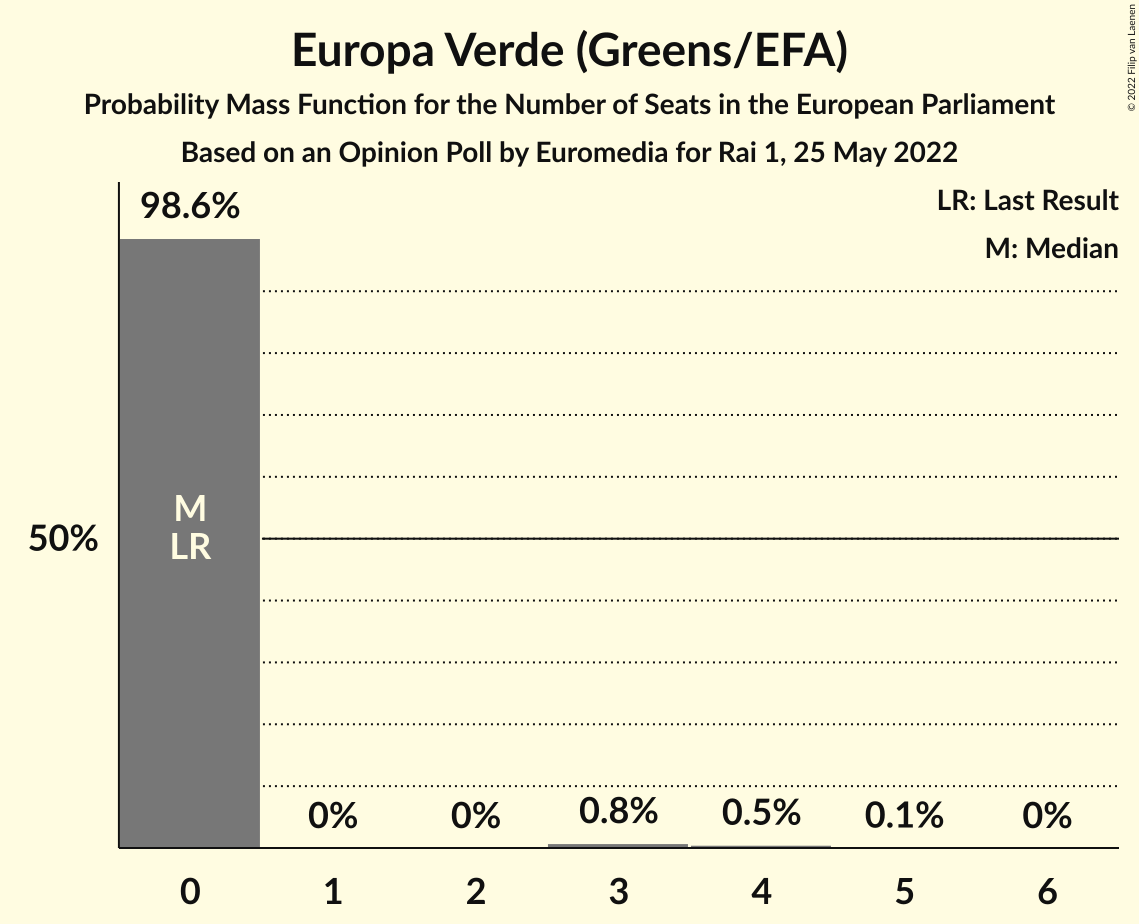 Europa Verde (Greens/EFA)
Probability Mass Function for the Number of Seats in the European Parliament
Based on an Opinion Poll by Euromedia for Rai 1, 25 May 2022
© 2022 Filip van Laenen
LR: Last Result
M: Median
98.6%
50%
M
LR
0%
0%
0.8%
0.5%
0.1%
0%
0
1
2
3
4
5
6